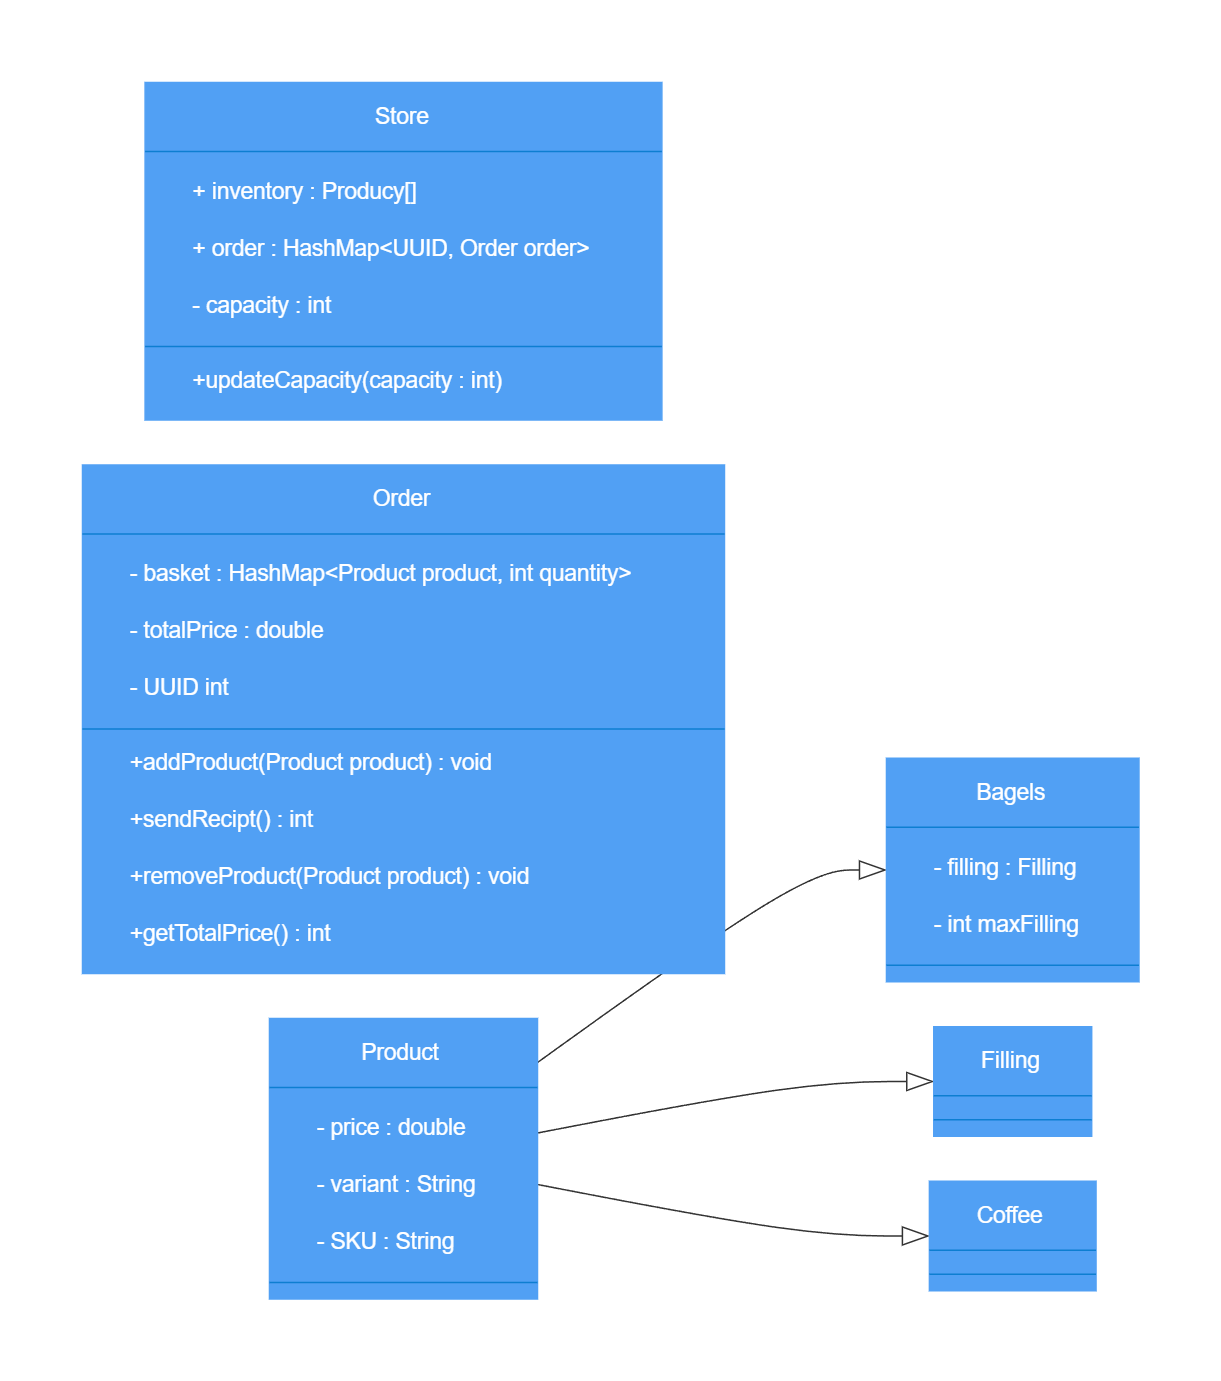 Store
+ inventory : Producy[]
+ order : HashMap<UUID, Order order>
- capacity : int
+updateCapacity(capacity : int)
Order
- basket : HashMap<Product product, int quantity>
- totalPrice : double
- UUID int
+addProduct(Product product) : void
+sendRecipt() : int
+removeProduct(Product product) : void
+getTotalPrice() : int
Bagels
- filling : Filling
- int maxFilling
Product
- price : double
- variant : String
- SKU : String
Filling
Coffee